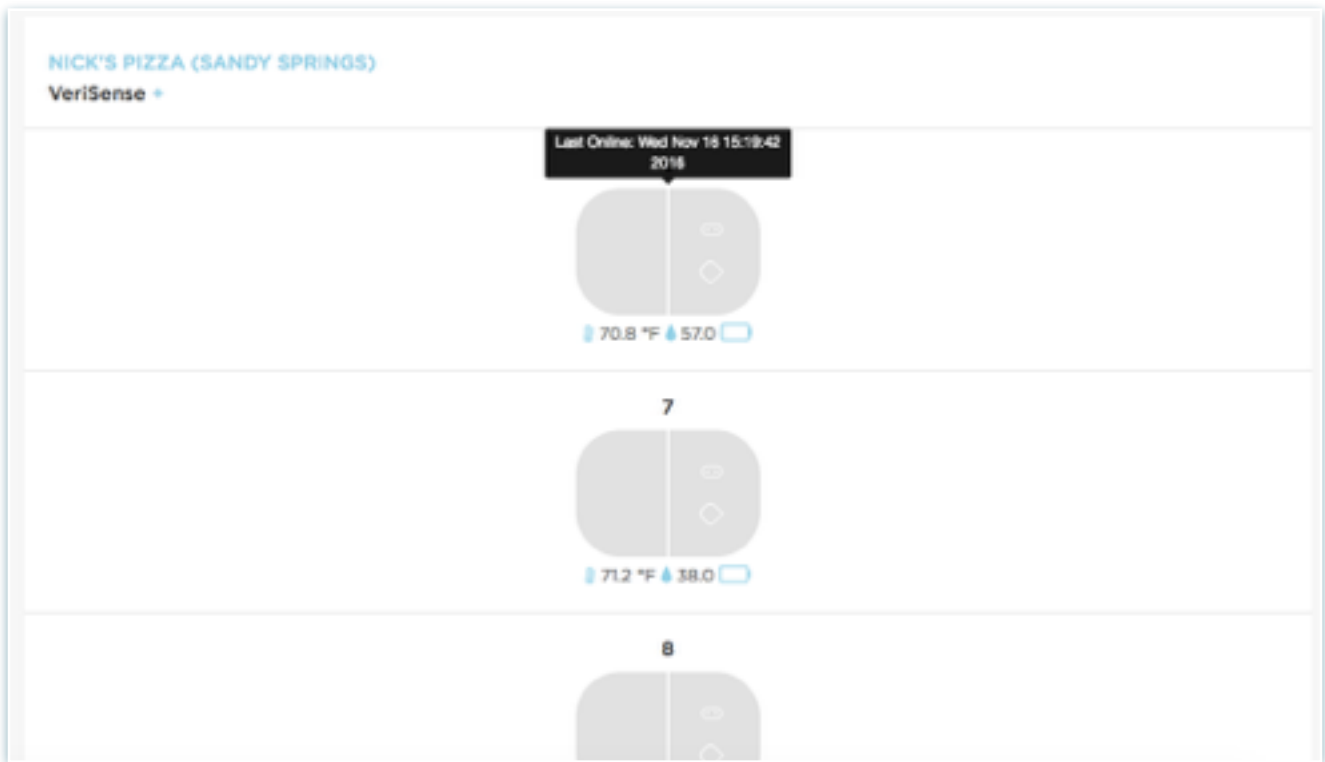 NICK'S PIZZA (SANDY SPRINGS)
VeriSense +
Last Online: Wed Nov 16 15:19:42
2016
70.8 °F 57.0
7
71.2 °F 38.0
8